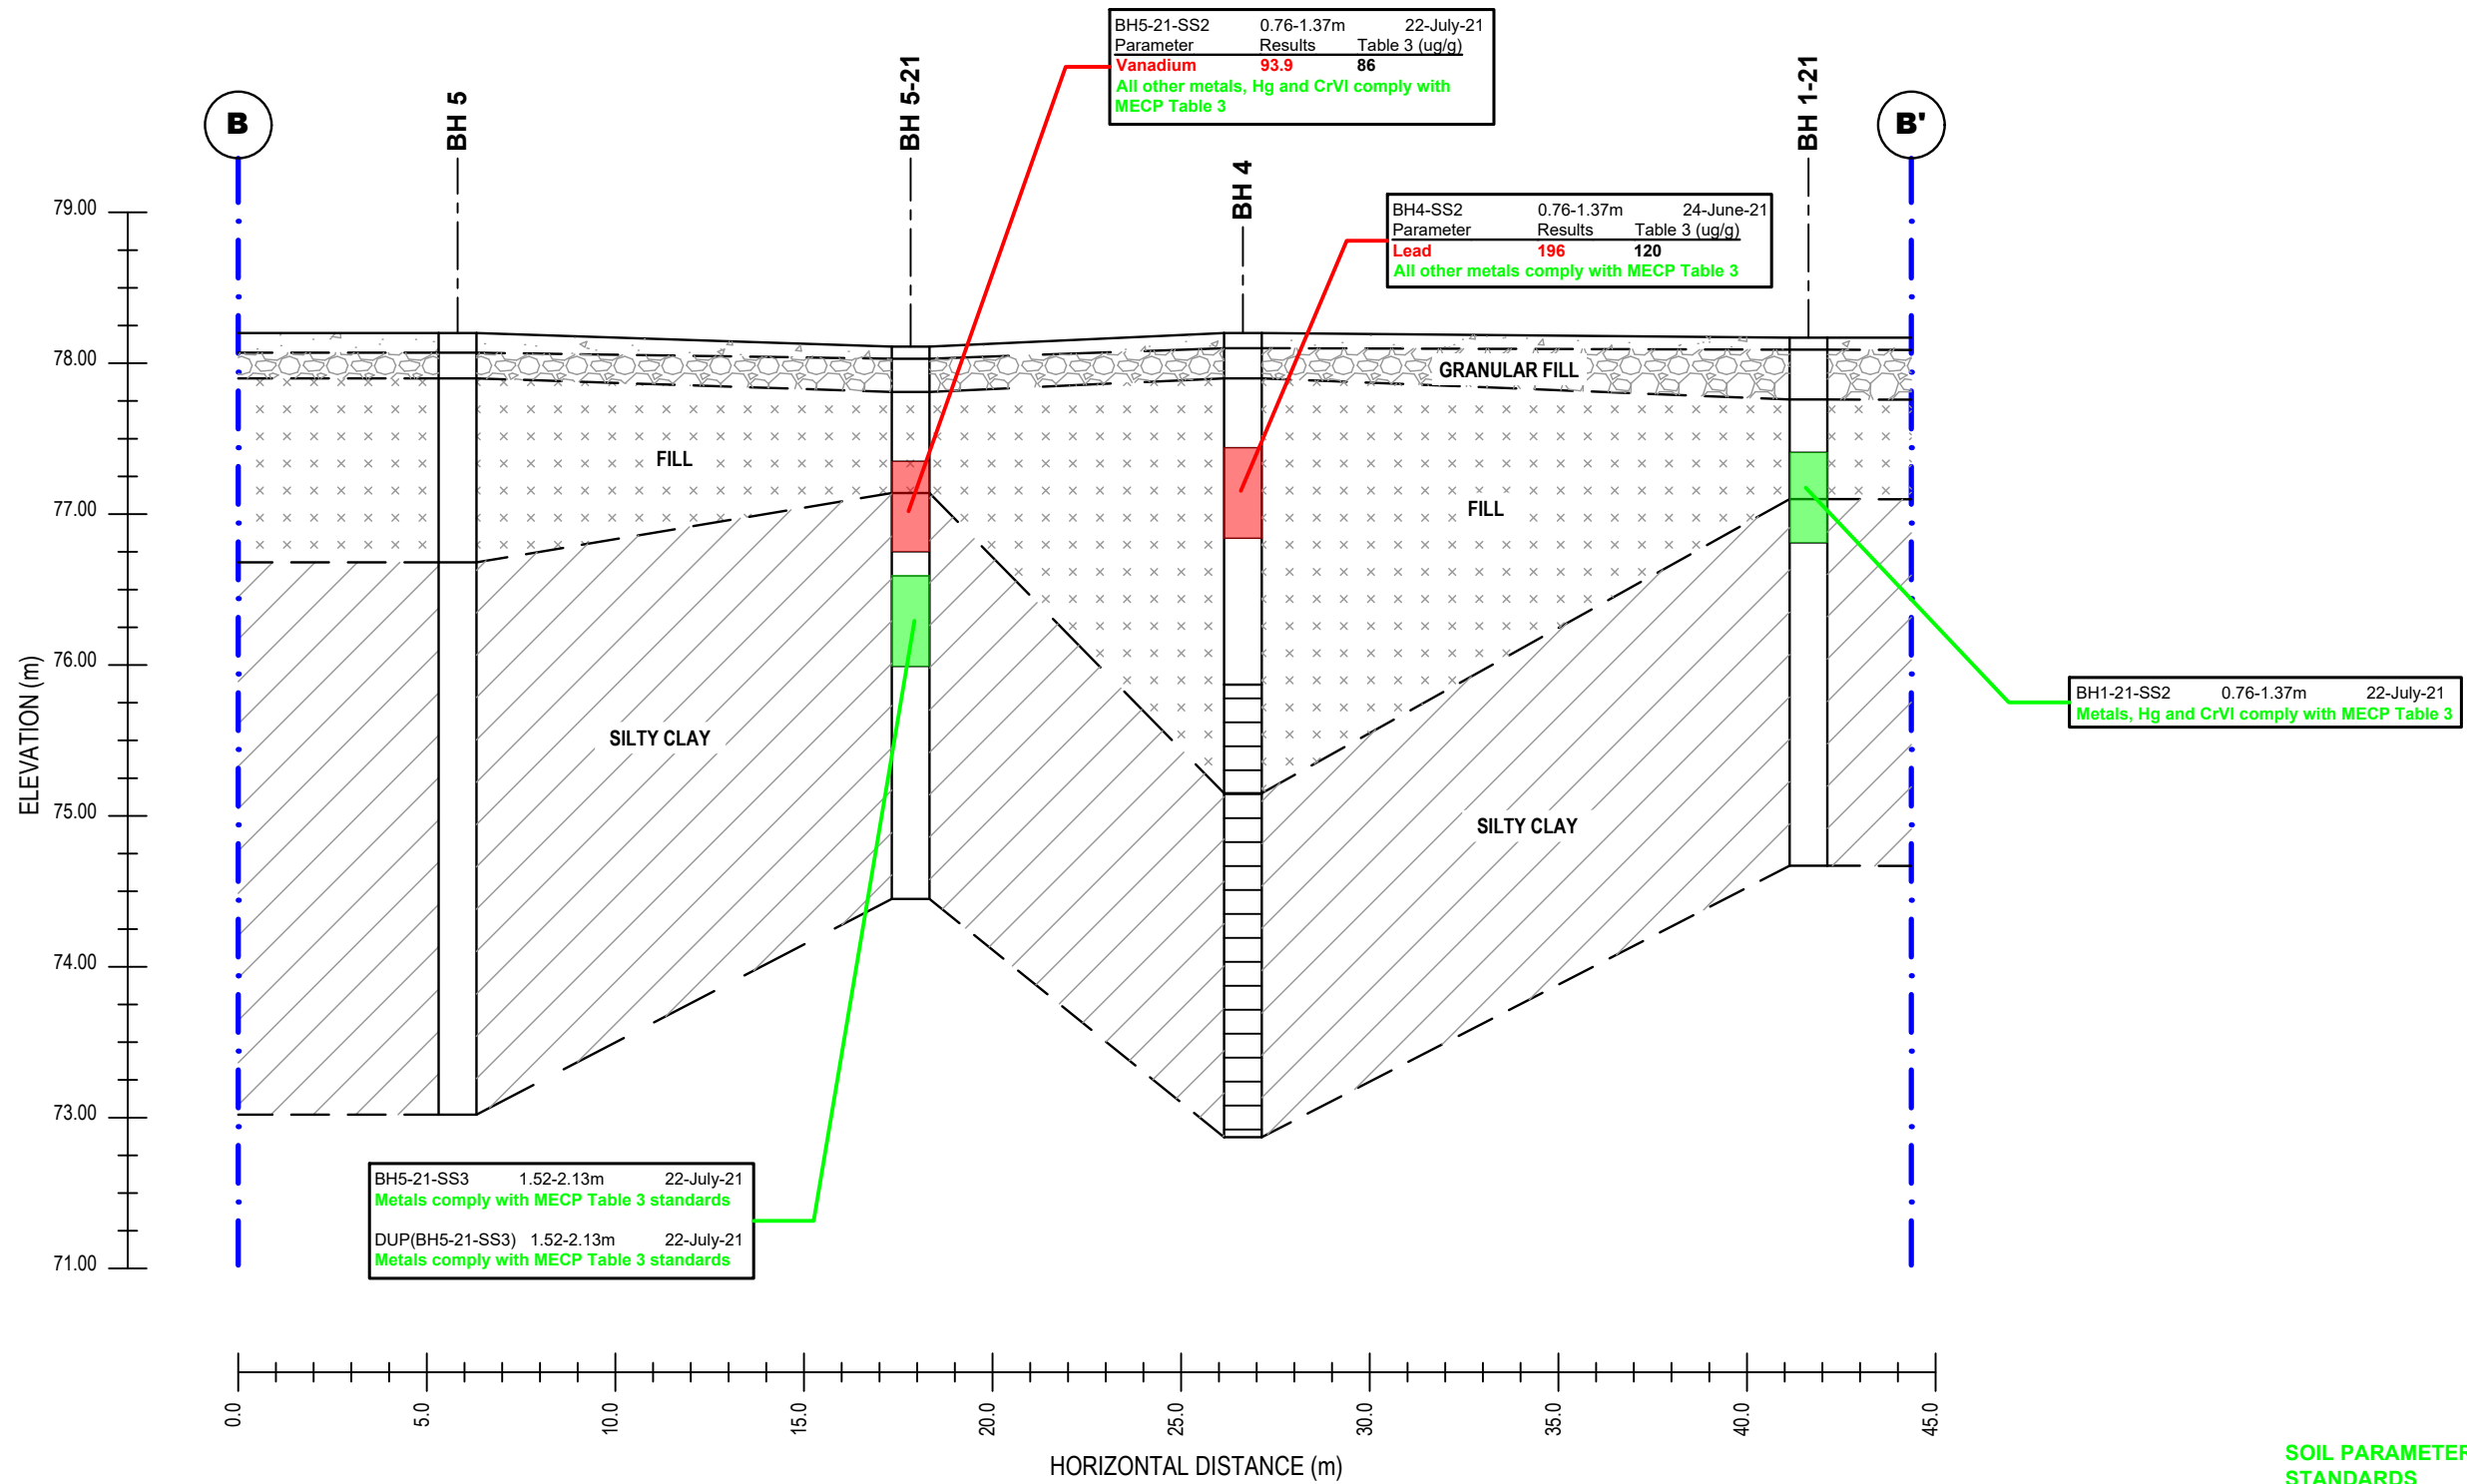 BH5-21-SS2 0.76-1.37m 22-July-21
Parameter Results Table 3 (ug/g)
Vanadium 93.9 86
All other metals, Hg and CrVI comply with
MECP Table 3
B
BH 5
BH 5-21
BH 4
BH 1-21
B'
BH4-SS2 0.76-1.37m 24-June-21
Parameter Results Table 3 (ug/g)
Lead 196 120
All other metals comply with MECP Table 3
79.00
78.00
77.00
76.00
75.00
74.00
73.00
71.00
ELEVATION (m)
GRANULAR FILL
FILL
FILL
SILTY CLAY
SILTY CLAY
BH1-21-SS2 0.76-1.37m 22-July-21
Metals, Hg and CrVI comply with MECP Table 3
BH5-21-SS3 1.52-2.13m 22-July-21
Metals comply with MECP Table 3 standards
DUP(BH5-21-SS3) 1.52-2.13m 22-July-21
Metals comply with MECP Table 3 standards
0.0
5.0
10.0
15.0
20.0
25.0
30.0
35.0
40.0
45.0
HORIZONTAL DISTANCE (m)
SOIL PARAMETER
STANDARDS